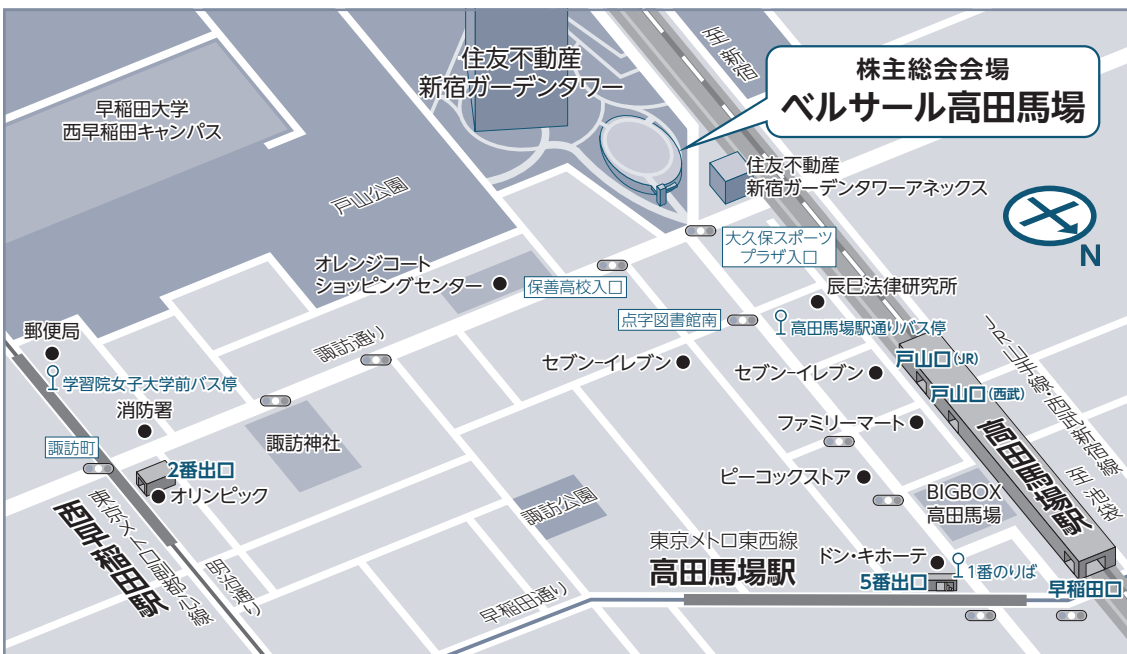 至 新宿
株主総会会場
ベルサール高田馬場
住友不動産
新宿ガーデンタワー
早稲田大学
西早稲田キャンパス
住友不動産
新宿ガーデンタワーアネックス
戸山公園
N
大久保スポーツ
プラザ入口
オレンジコート
ショッピングセンター
保善高校入口
辰巳法律研究所
点字図書館南
高田馬場駅通りバス停
郵便局
諏訪通り
JR山手線・西武新宿線
至 池袋
戸山口(JR)
セブン-イレブン
セブン-イレブン
学習院女子大学前バス停
戸山口(西武)
消防署
ファミリーマート
高田馬場駅
諏訪町
諏訪神社
2番出口
オリンピック
ピーコックストア
BIGBOX
高田馬場
諏訪公園
東京メトロ副都心線
西早稲田駅
明治通り
東京メトロ東西線
高田馬場駅
ドン・キホーテ
1番のりば
5番出口
早稲田口
早稲田通り